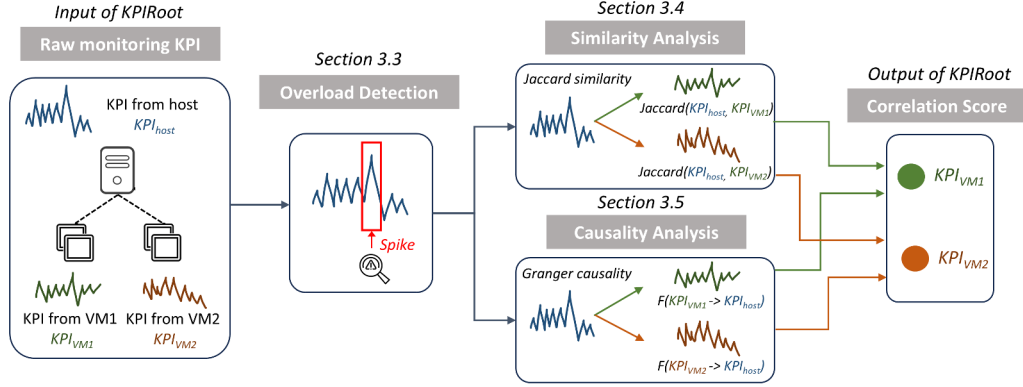 Input of KPIRoot
Raw monitoring KPI
KPI from host
KPIhost
KPI from VM1
KPIVM1
KPI from VM2
KPIVM2
Section 3.3
Overload Detection
Spike
Section 3.4
Similarity Analysis
Jaccard similarity
Jaccard(KPIhost, KPIVM1)
Jaccard(KPIhost, KPIVM2)
Section 3.5
Causality Analysis
Granger causality
F(KPIVM1 -> KPIhost)
F(KPIVM2 -> KPIhost)
Output of KPIRoot
Correlation Score
KPIVM1
KPIVM2